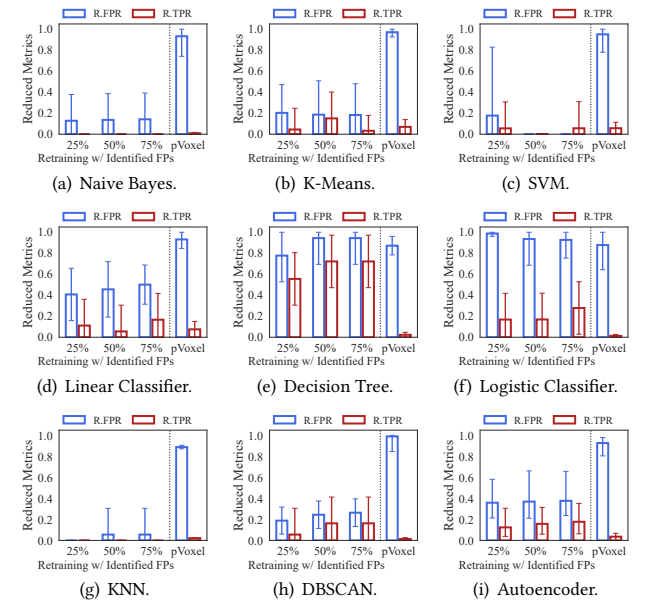 R.FPR R.TPR R.FPR R.TPR R.FPR R.TPR
Reduced Metrics
1.0
0.8
0.6
0.4
0.2
0.0
25% 50% 75% pVoxel
Retraining w/ Identified FPs
(a) Naive Bayes.
Reduced Metrics
1.0
0.8
0.6
0.4
0.2
0.0
25% 50% 75% pVoxel
Retraining w/ Identified FPs
(b) K-Means.
Reduced Metrics
1.0
0.8
0.6
0.4
0.2
0.0
25% 50% 75% pVoxel
Retraining w/ Identified FPs
(c) SVM.
R.FPR R.TPR R.FPR R.TPR R.FPR R.TPR
Reduced Metrics
1.0
0.8
0.6
0.4
0.2
0.0
25% 50% 75% pVoxel
Retraining w/ Identified FPs
(d) Linear Classifier.
Reduced Metrics
1.0
0.8
0.6
0.4
0.2
0.0
25% 50% 75% pVoxel
Retraining w/ Identified FPs
(e) Decision Tree.
Reduced Metrics
1.0
0.8
0.6
0.4
0.2
0.0
25% 50% 75% pVoxel
Retraining w/ Identified FPs
(f) Logistic Classifier.
R.FPR R.TPR R.FPR R.TPR R.FPR R.TPR
Reduced Metrics
1.0
0.8
0.6
0.4
0.2
0.0
25% 50% 75% pVoxel
Retraining w/ Identified FPs
(g) KNN.
Reduced Metrics
1.0
0.8
0.6
0.4
0.2
0.0
25% 50% 75% pVoxel
Retraining w/ Identified FPs
(h) DBSCAN.
Reduced Metrics
1.0
0.8
0.6
0.4
0.2
0.0
25% 50% 75% pVoxel
Retraining w/ Identified FPs
(i) Autoencoder.